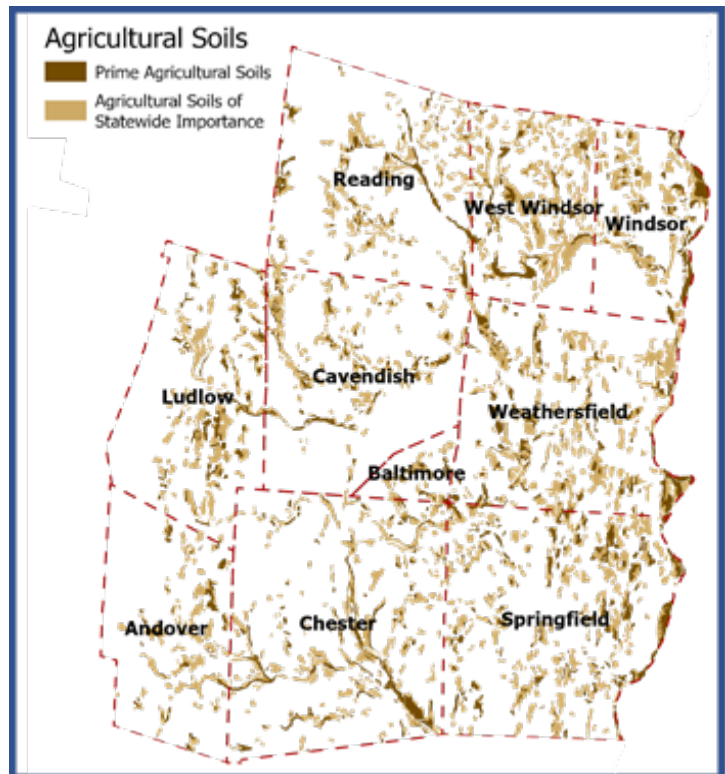 Agricultural Soils
Prime Agricultural Soils
Agricultural Soils of
Statewide Importance
Reading
West Windsor
Windsor
Cavendish
Ludlow
Weathersfield
Baltimore
Andover
Chester
Springfield